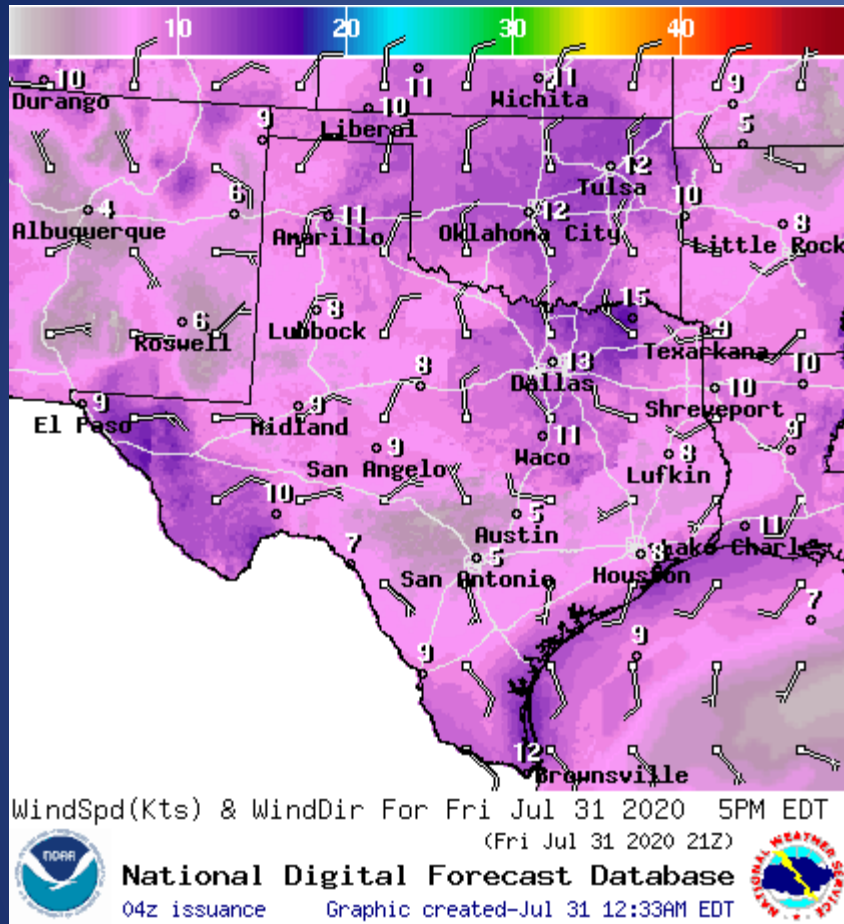 10 20 30 40
10 11 11 9
Durango Wichita
10
Liberal
9 5
12
Tulsa
4 6 11 12 10 8
Albuquerque Amarillo Oklahoma City Little Rock
6 8 15 9
Roswell Lubbock Texarkana
8 13 10 10
Dallas
9 9 Shreveport
El Paso Midland
9 11 8 9
San Angelo Waco Lufkin
10 5 11
Austin Lake Charles
7 5 8
San Antonio Houston
7
9 9
12
Brownsville
WindSpd(Kts) & WindDir For Fri Jul 31 2020 5PM EDT
(Fri Jul 31 2020 21Z)
NOAA
National Digital Forecast Database
04z issuance Graphic created-Jul 31 12:33AM EDT
NATIONAL WEATHER SERVICE